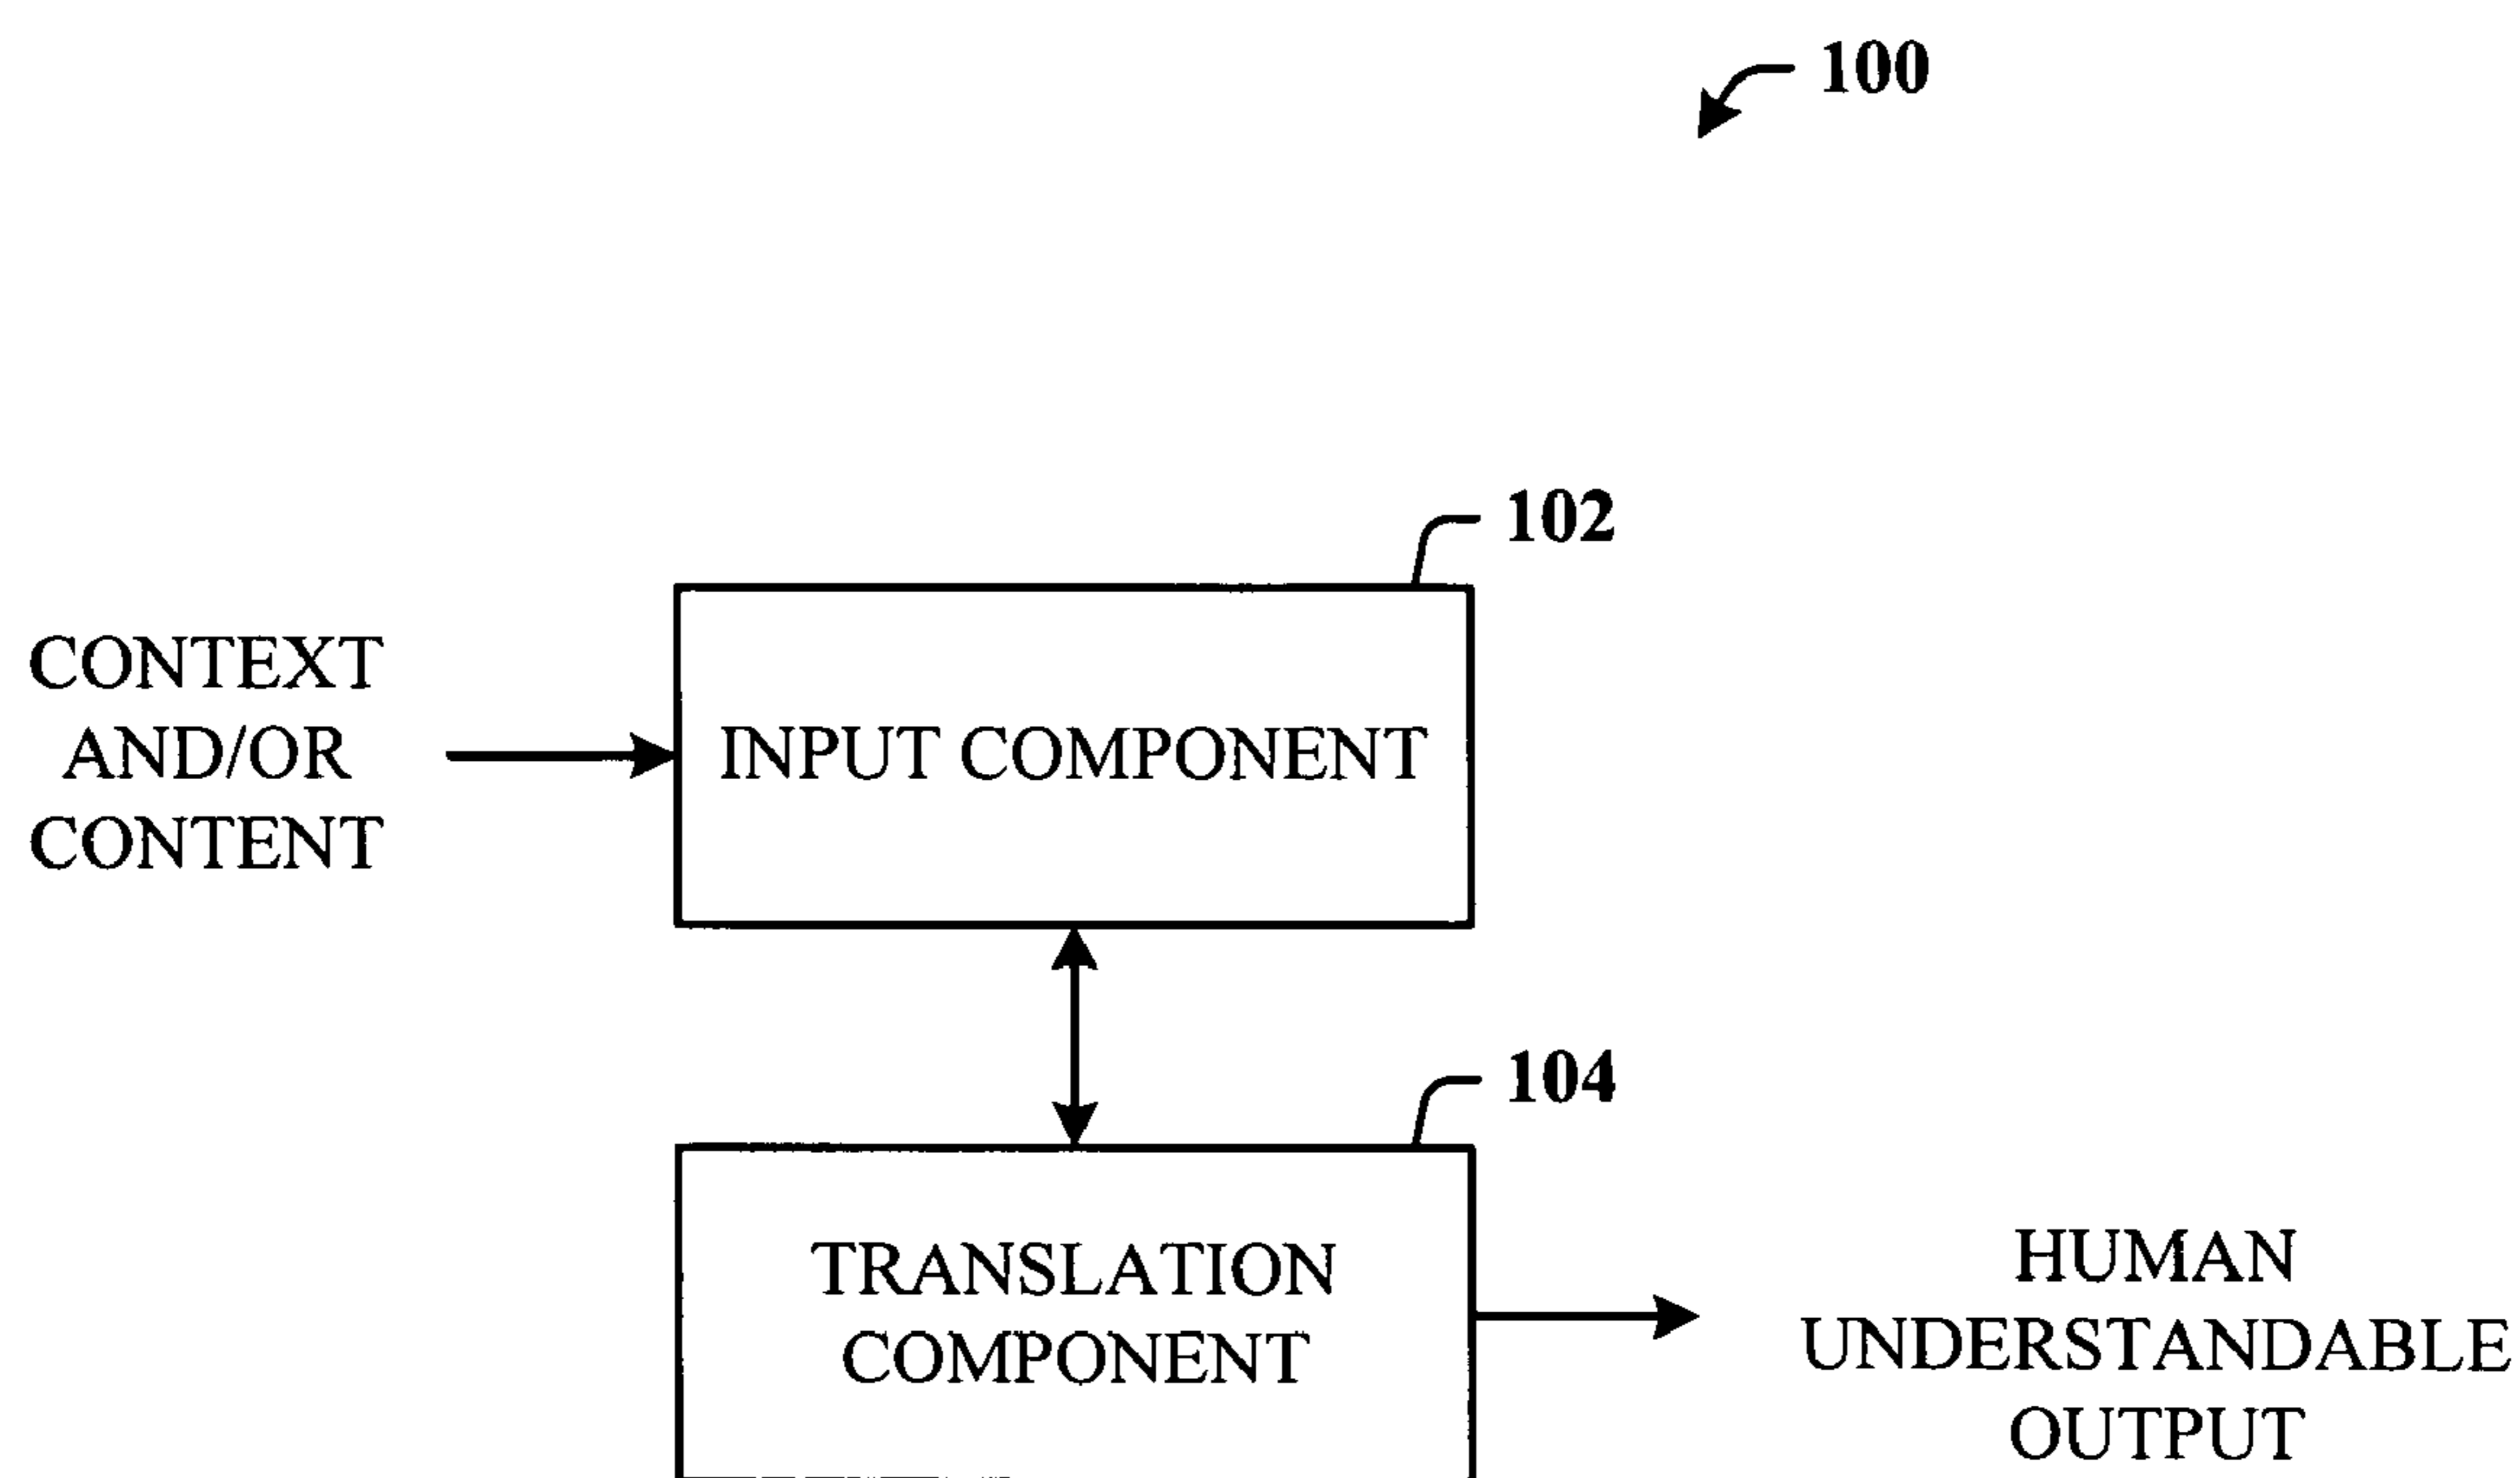 100
102
CONTEXT
AND/OR
CONTENT
INPUT COMPONENT
104
TRANSLATION
COMPONENT
HUMAN
UNDERSTANDABLE
OUTPUT